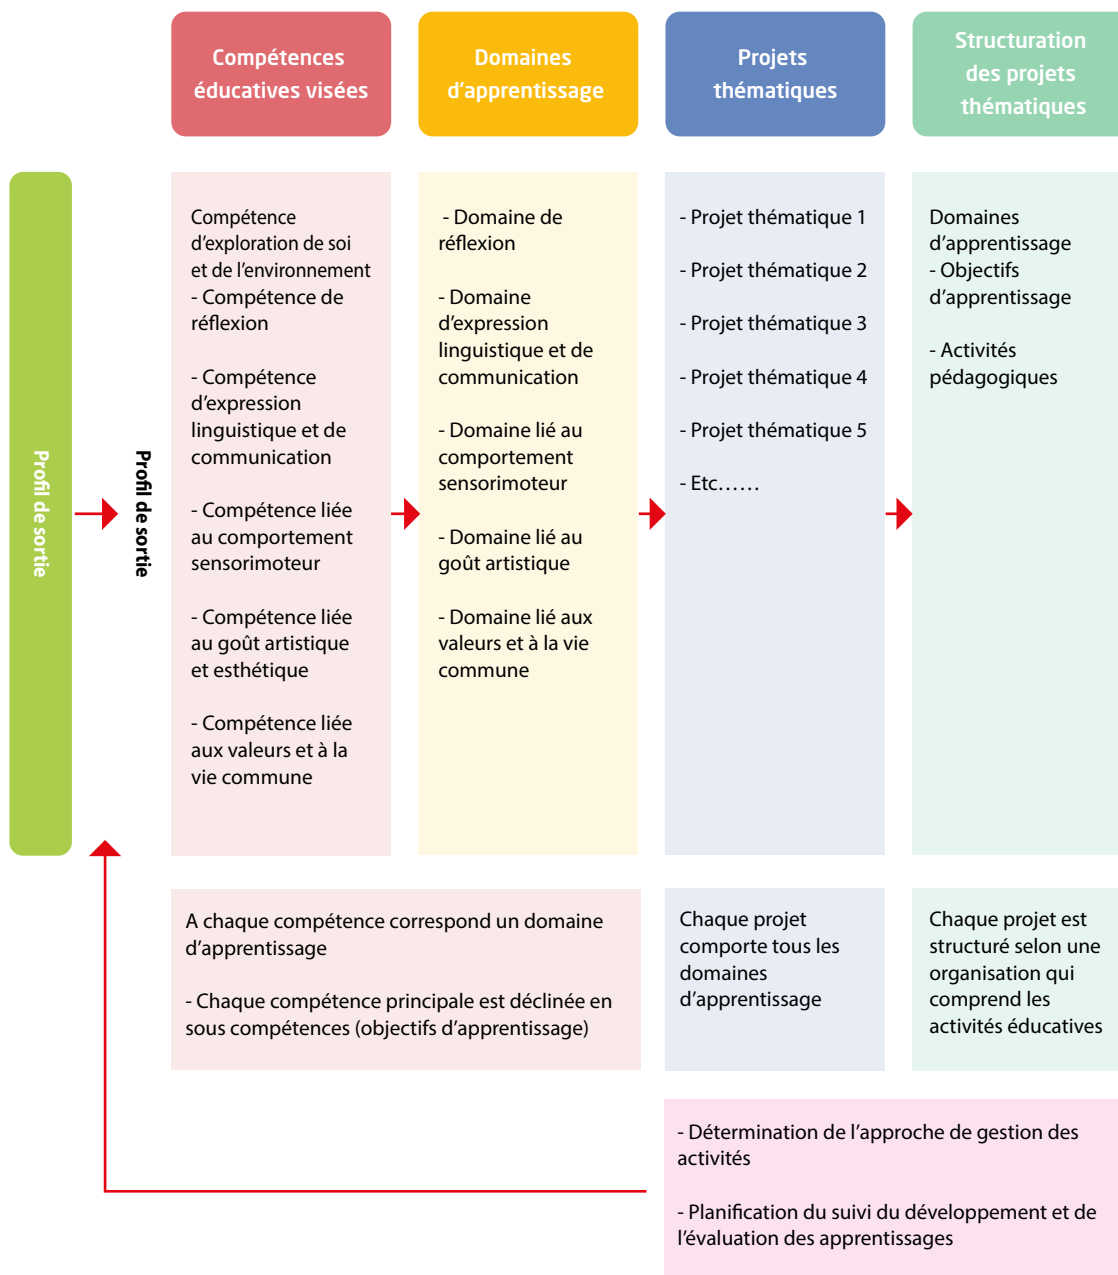 Compétences
éducatives visées
Domaines
d'apprentissage
Projets
thématiques
Structuration
des projets
thématiques
Profil de sortie
Profil de sortie
Compétence
d'exploration de soi
et de l'environnement
- Compétence de
réflexion
- Compétence
d'expression
linguistique et de
communication
- Compétence liée
au comportement
sensorimoteur
- Compétence liée
au goût artistique
et esthétique
- Compétence liée
aux valeurs et à la
vie commune
- Domaine de
réflexion
- Domaine
d'expression
linguistique et de
communication
- Domaine lié au
comportement
sensorimoteur
- Domaine lié au
goût artistique
- Domaine lié aux
valeurs et à la vie
commune
- Projet thématique 1
- Projet thématique 2
- Projet thématique 3
- Projet thématique 4
- Projet thématique 5
- Etc......
Domaines
d'apprentissage
- Objectifs
d'apprentissage
- Activités
pédagogiques
A chaque compétence correspond un domaine
d'apprentissage
- Chaque compétence principale est déclinée en
sous compétences (objectifs d'apprentissage)
Chaque projet
comporte tous les
domaines
d'apprentissage
Chaque projet est
structuré selon une
organisation qui
comprend les
activités éducatives
- Détermination de l'approche de gestion des
activités
- Planification du suivi du développement et de
l'évaluation des apprentissages